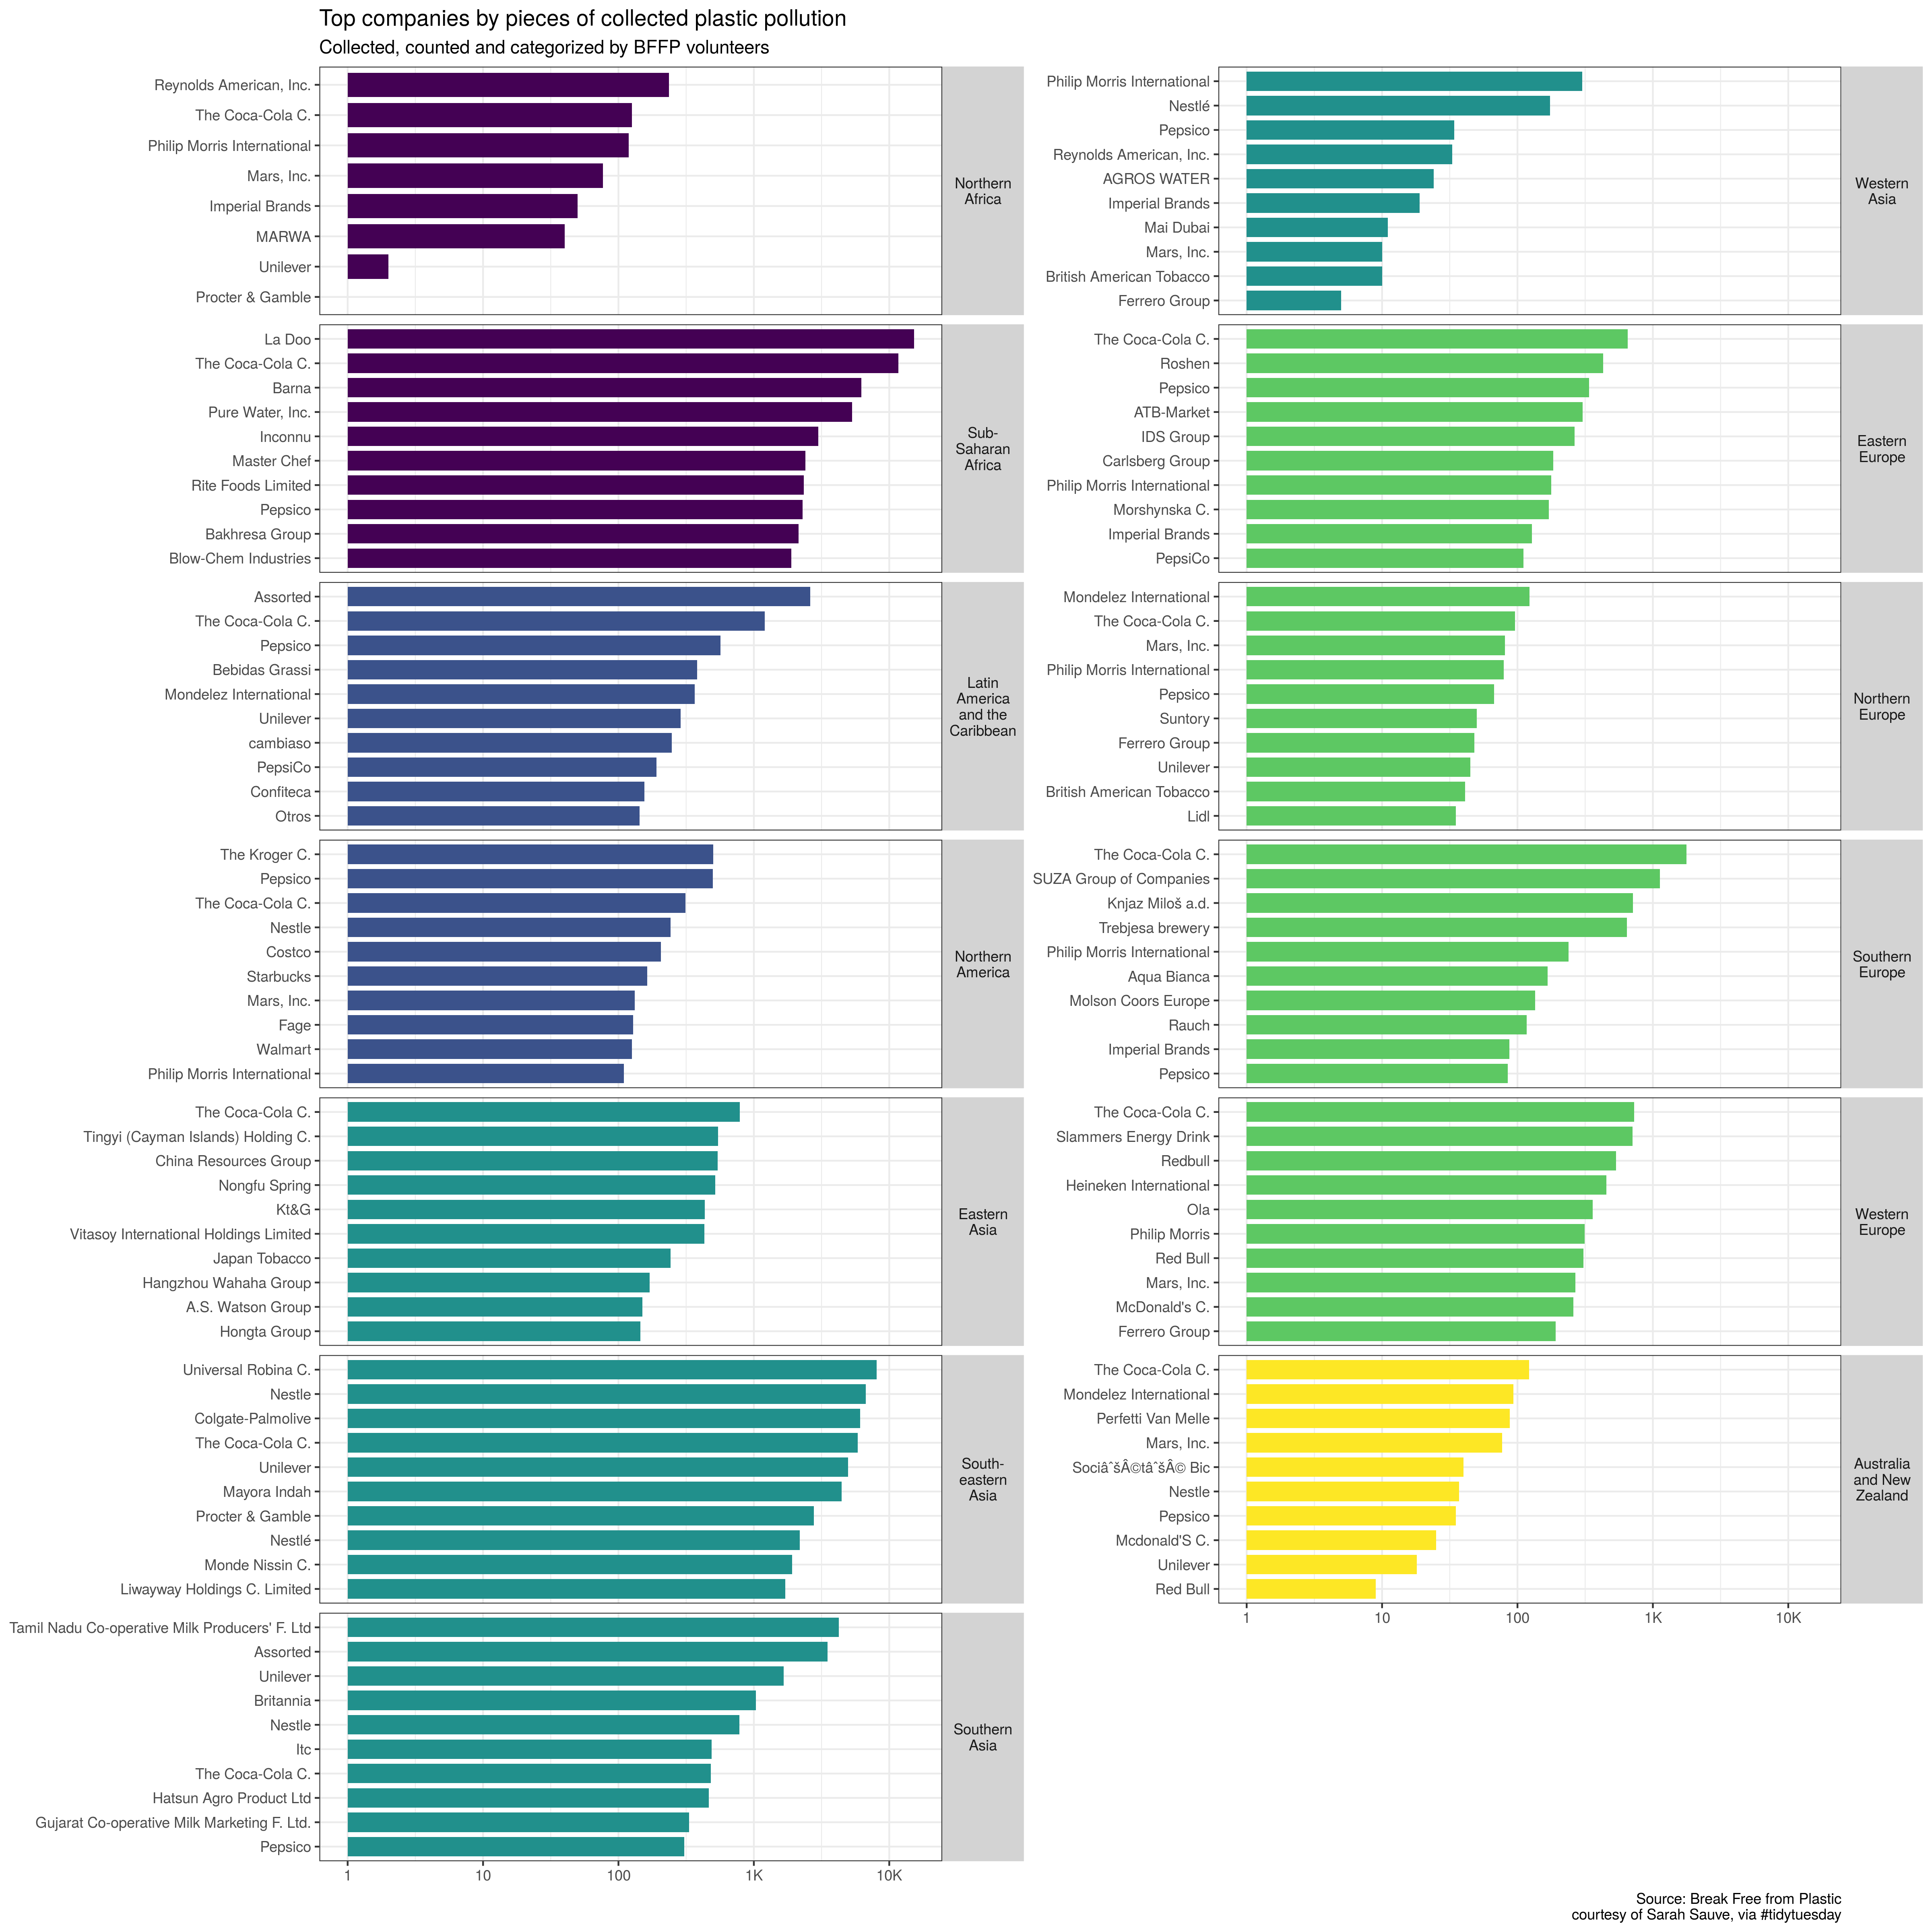 Top companies by pieces of collected plastic pollution
Collected, counted and categorized by BFFP volunteers
Reynolds American, Inc.
The Coca-Cola C.
Philip Morris International
Mars, Inc.
Imperial Brands
MARWA
Unilever
Procter & Gamble
Northern
Africa
La Doo
The Coca-Cola C.
Barna
Pure Water, Inc.
Inconnu
Master Chef
Rite Foods Limited
Pepsico
Bakhresa Group
Blow-Chem Industries
Sub-
Saharan
Africa
Assorted
The Coca-Cola C.
Pepsico
Bebidas Grassi
Mondelez International
Unilever
cambiaso
PepsiCo
Confiteca
Otros
Latin
America
and the
Caribbean
The Kroger C.
Pepsico
The Coca-Cola C.
Nestle
Costco
Starbucks
Mars, Inc.
Fage
Walmart
Philip Morris International
Northern
America
The Coca-Cola C.
Tingyi (Cayman Islands) Holding C.
China Resources Group
Nongfu Spring
Kt&G
Vitasoy International Holdings Limited
Japan Tobacco
Hangzhou Wahaha Group
A.S. Watson Group
Hongta Group
Eastern
Asia
Universal Robina C.
Nestle
Colgate-Palmolive
The Coca-Cola C.
Unilever
Mayora Indah
Procter & Gamble
Nestlé
Monde Nissin C.
Liwayway Holdings C. Limited
South-
eastern
Asia
Tamil Nadu Co-operative Milk Producers' F. Ltd
Assorted
Unilever
Britannia
Nestle
Itc
The Coca-Cola C.
Hatsun Agro Product Ltd
Gujarat Co-operative Milk Marketing F. Ltd.
Pepsico
Southern
Asia
1 10 100 1K 10K
Philip Morris International
Nestlé
Pepsico
Reynolds American, Inc.
AGROS WATER
Imperial Brands
Mai Dubai
Mars, Inc.
British American Tobacco
Ferrero Group
Western
Asia
The Coca-Cola C.
Roshen
Pepsico
ATB-Market
IDS Group
Carlsberg Group
Philip Morris International
Morshynska C.
Imperial Brands
PepsiCo
Eastern
Europe
Mondelez International
The Coca-Cola C.
Mars, Inc.
Philip Morris International
Pepsico
Suntory
Ferrero Group
Unilever
British American Tobacco
Lidl
Northern
Europe
The Coca-Cola C.
SUZA Group of Companies
Knjaz Miloš a.d.
Trebjesa brewery
Philip Morris International
Aqua Bianca
Molson Coors Europe
Rauch
Imperial Brands
Pepsico
Southern
Europe
The Coca-Cola C.
Slammers Energy Drink
Redbull
Heineken International
Ola
Philip Morris
Red Bull
Mars, Inc.
McDonald's C.
Ferrero Group
Western
Europe
The Coca-Cola C.
Mondelez International
Perfetti Van Melle
Mars, Inc.
SociâˆšÂ©tâˆšÂ© Bic
Nestle
Pepsico
Mcdonald'S C.
Unilever
Red Bull
Australia
and New
Zealand
1 10 100 1K 10K
Source: Break Free from Plastic
courtesy of Sarah Sauve, via #tidytuesday